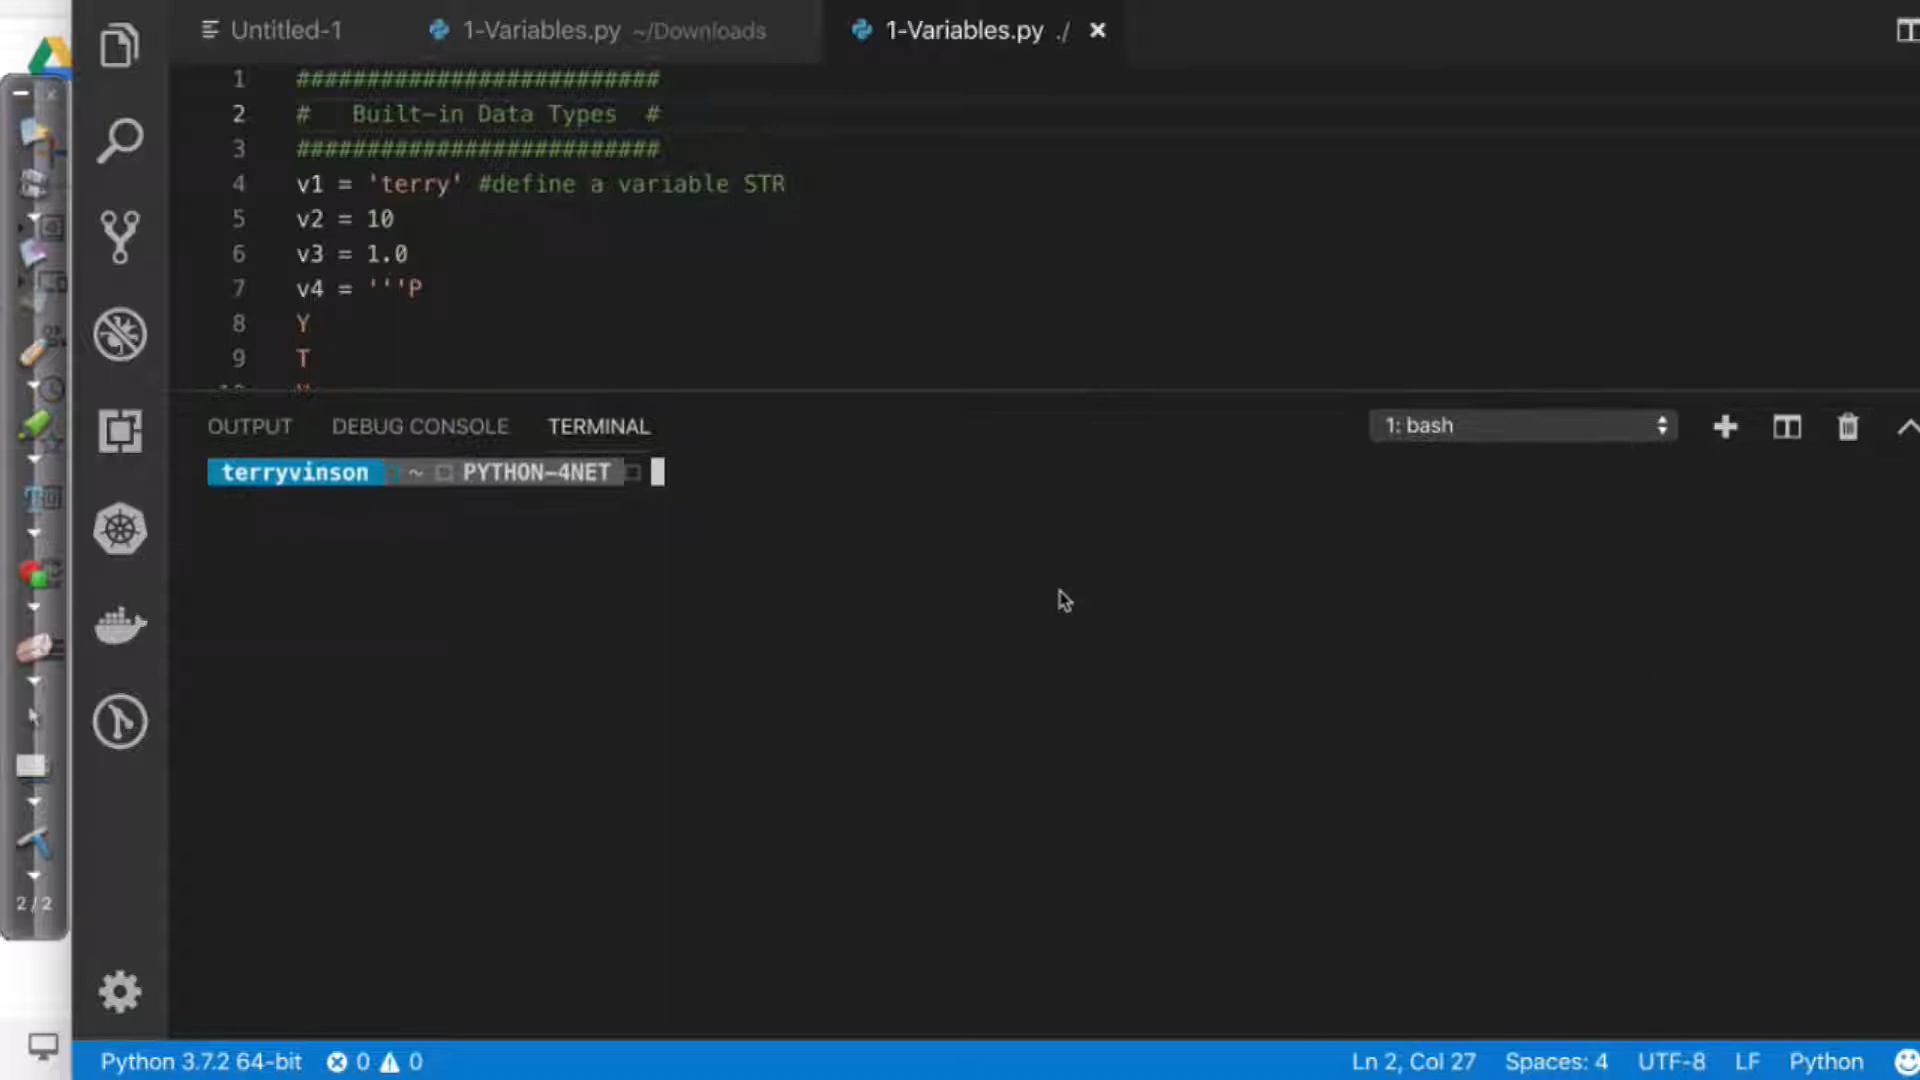 Untitled-1
1-Variables.py ~/Downloads
1-Variables.py ./
1 ##########################
2 #   Built-in Data Types  #
3 ##########################
4 v1 = 'terry' #define a variable STR
5 v2 = 10
6 v3 = 1.0
7 v4 = '''P
8 Y
9 T
OUTPUT DEBUG CONSOLE TERMINAL
1: bash
terryvinson ~ PYTHON-4NET
2 / 2
Python 3.7.2 64-bit 0 0 Ln 2, Col 27 Spaces: 4 UTF-8 LF Python